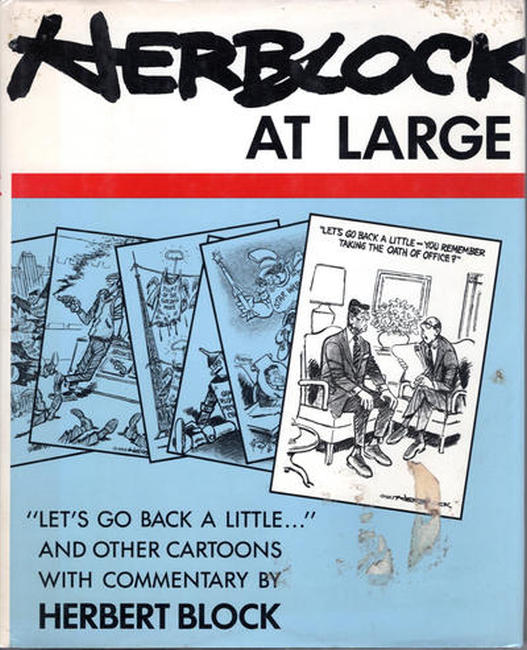 HERBLOCK
AT LARGE
"LET'S GO BACK A LITTLE — YOU REMEMBER
TAKING THE OATH OF OFFICE?"
"LET'S GO BACK A LITTLE..."
AND OTHER CARTOONS
WITH COMMENTARY BY
HERBERT BLOCK